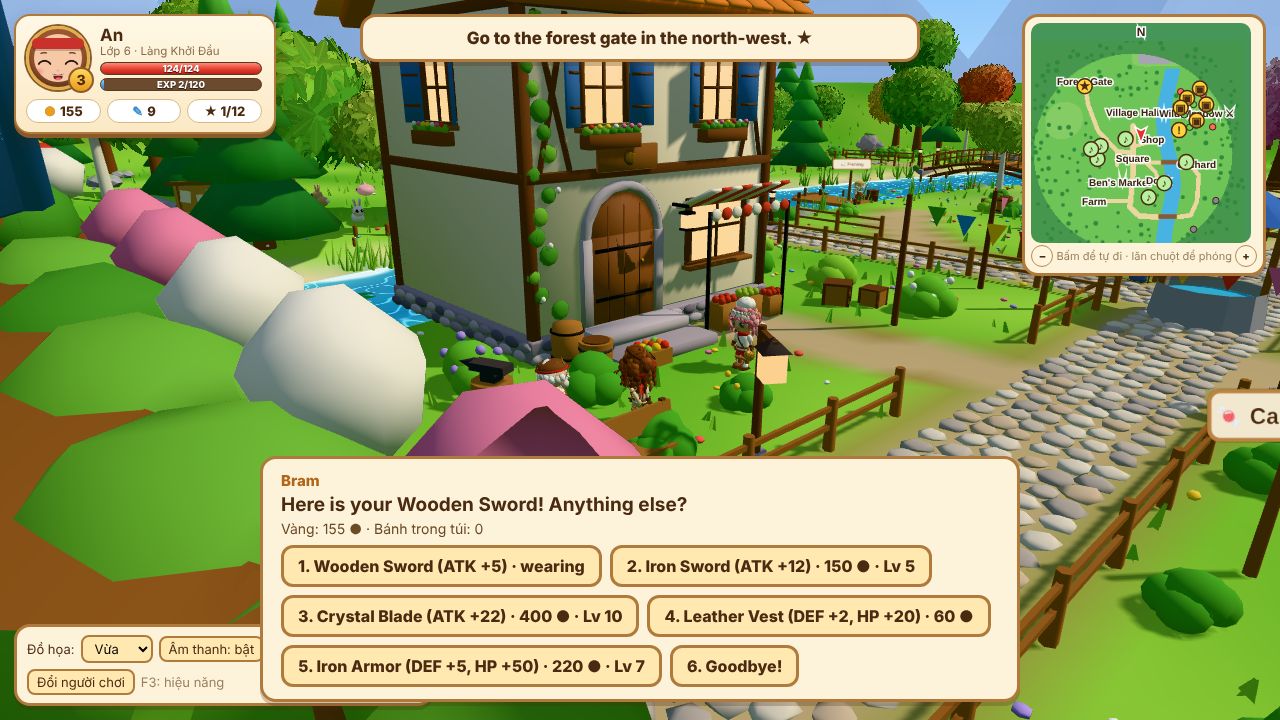 An
Lớp 6 · Làng Khởi Đầu
124/124
EXP 2/120
3
155
9
★ 1/12
Go to the forest gate in the north-west. ★
N
Gate
Village Hall
Shop
Square
Ben's Market
Farm
Bấm để tự đi · lăn chuột để phóng
− +
Fishing
Ca
Bram
Here is your Wooden Sword! Anything else?
Vàng: 155 ● · Bánh trong túi: 0
1. Wooden Sword (ATK +5) · wearing
2. Iron Sword (ATK +12) · 150 ● · Lv 5
3. Crystal Blade (ATK +22) · 400 ● · Lv 10
4. Leather Vest (DEF +2, HP +20) · 60 ●
5. Iron Armor (DEF +5, HP +50) · 220 ● · Lv 7
6. Goodbye!
Đồ họa: Vừa Âm thanh: bật
Đổi người chơi F3: hiệu năng